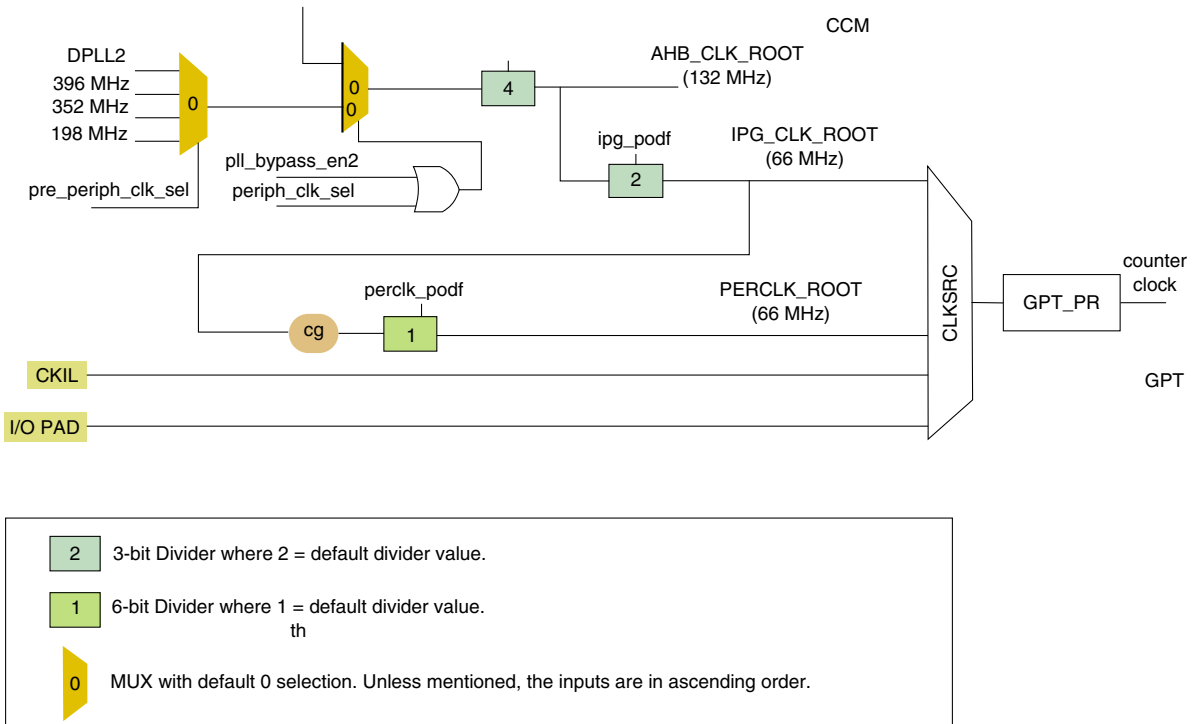 CCM
DPLL2
396 MHz
352 MHz
198 MHz
0
pre_periph_clk_sel
0
0
pll_bypass_en2
periph_clk_sel
4
AHB_CLK_ROOT
(132 MHz)
ipg_podf
2
IPG_CLK_ROOT
(66 MHz)
cg
perclk_podf
1
PERCLK_ROOT
(66 MHz)
CKIL
I/O PAD
CLKSRC
GPT_PR
counter
clock
GPT
2 3-bit Divider where 2 = default divider value.
1 6-bit Divider where 1 = default divider value.
th
0 MUX with default 0 selection. Unless mentioned, the inputs are in ascending order.